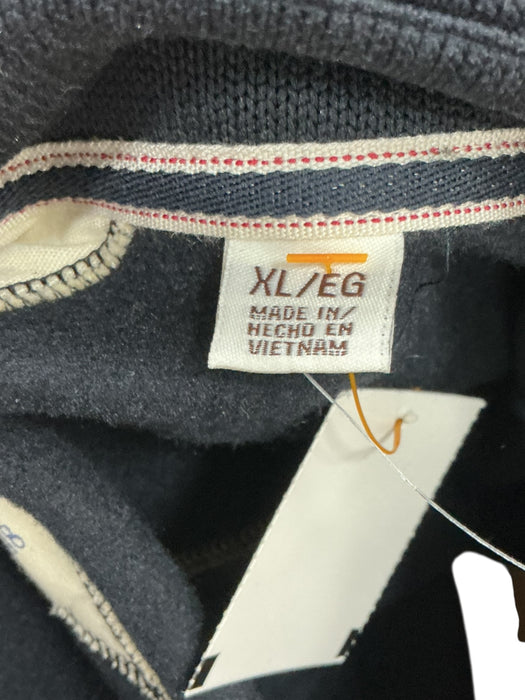 XL/EG
MADE IN/
HECHO EN
VIETNAM